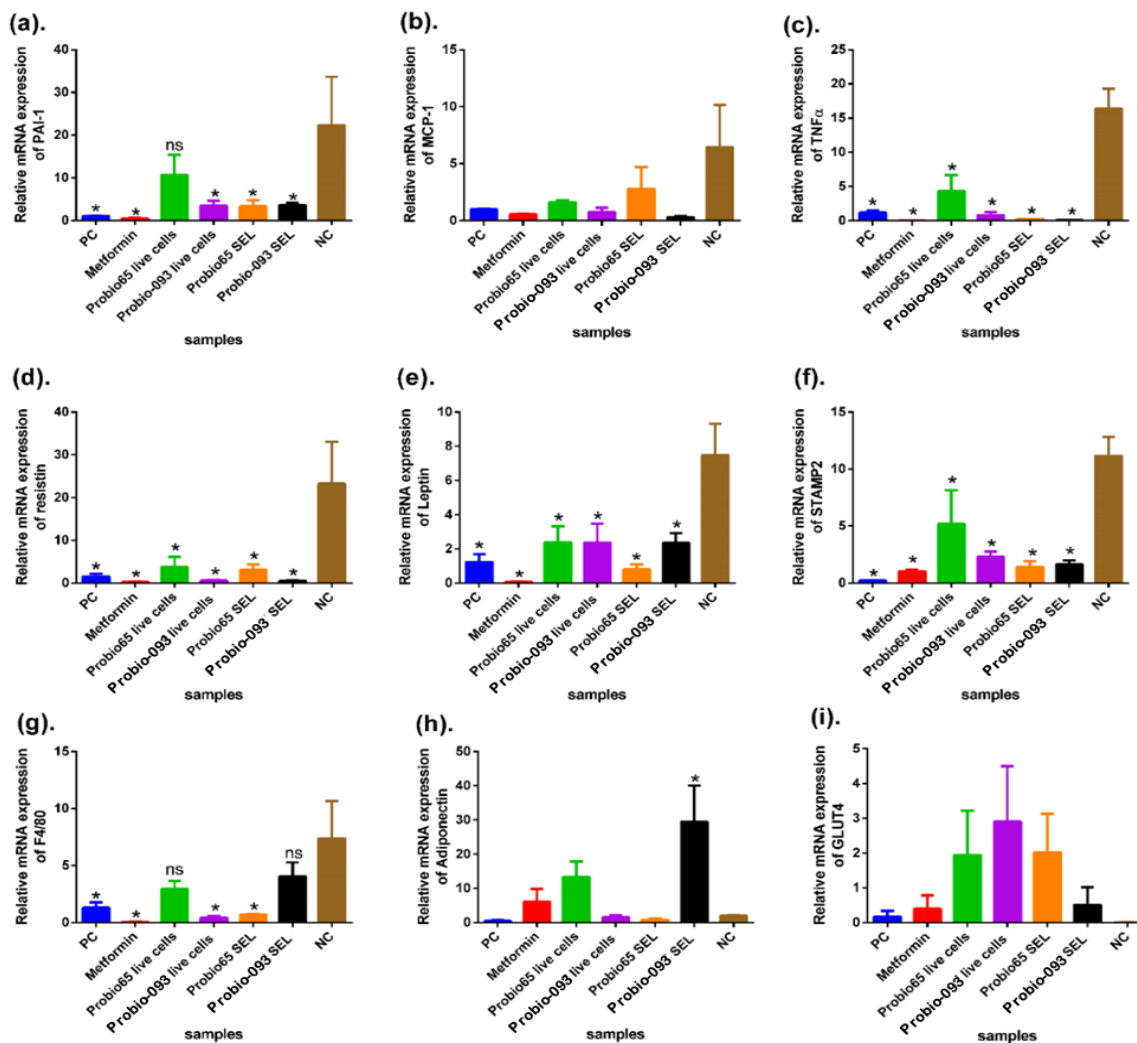 (a).
Relative mRNA expression
of PAI-1
40
30
20
10
0
*
*
ns
*
*
*
PC
Metformin
Probio65 live cells
Probio-093 live cells
Probio65 SEL
Probio-093 SEL
NC
samples
(b).
Relative mRNA expression
of MCP-1
15
10
5
0
PC
Metformin
Probio65 live cells
Probio-093 live cells
Probio65 SEL
Probio-093 SEL
NC
samples
(c).
Relative mRNA expression
of TNFα
20
15
10
5
0
*
*
*
*
*
*
PC
Metformin
Probio65 live cells
Probio-093 live cells
Probio65 SEL
Probio-093 SEL
NC
samples
(d).
Relative mRNA expression
of resistin
40
30
20
10
0
*
*
*
*
*
*
PC
Metformin
Probio65 live cells
Probio-093 live cells
Probio65 SEL
Probio-093 SEL
NC
samples
(e).
Relative mRNA expression
of Leptin
10
8
6
4
2
0
*
*
*
*
*
*
PC
Metformin
Probio65 live cells
Probio-093 live cells
Probio65 SEL
Probio-093 SEL
NC
samples
(f).
Relative mRNA expression
of STAMP2
15
10
5
0
*
*
*
*
*
*
PC
Metformin
Probio65 live cells
Probio-093 live cells
Probio65 SEL
Probio-093 SEL
NC
samples
(g).
Relative mRNA expression
of F4/80
15
10
5
0
*
*
ns
*
*
ns
PC
Metformin
Probio65 live cells
Probio-093 live cells
Probio65 SEL
Probio-093 SEL
NC
samples
(h).
Relative mRNA expression
of Adiponectin
50
40
30
20
10
0
*
PC
Metformin
Probio65 live cells
Probio-093 live cells
Probio65 SEL
Probio-093 SEL
NC
samples
(i).
Relative mRNA expression
of GLUT4
5
4
3
2
1
0
PC
Metformin
Probio65 live cells
Probio-093 live cells
Probio65 SEL
Probio-093 SEL
NC
samples